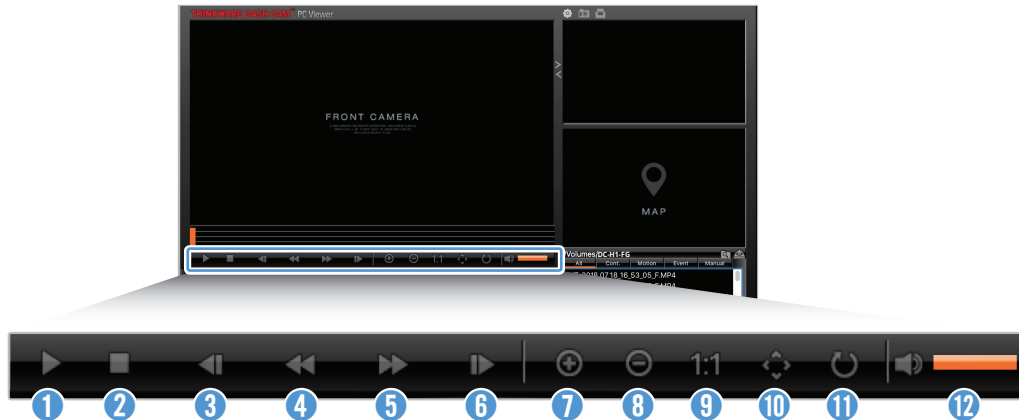 THINKWARE DASH CAM™ PC Viewer
FRONT CAMERA
MAP
1:1
/Volumes/DC-H1-FG
All Cont. Motion Event Manual
1:1
1 2 3 4 5 6 7 8 9 10 11 12